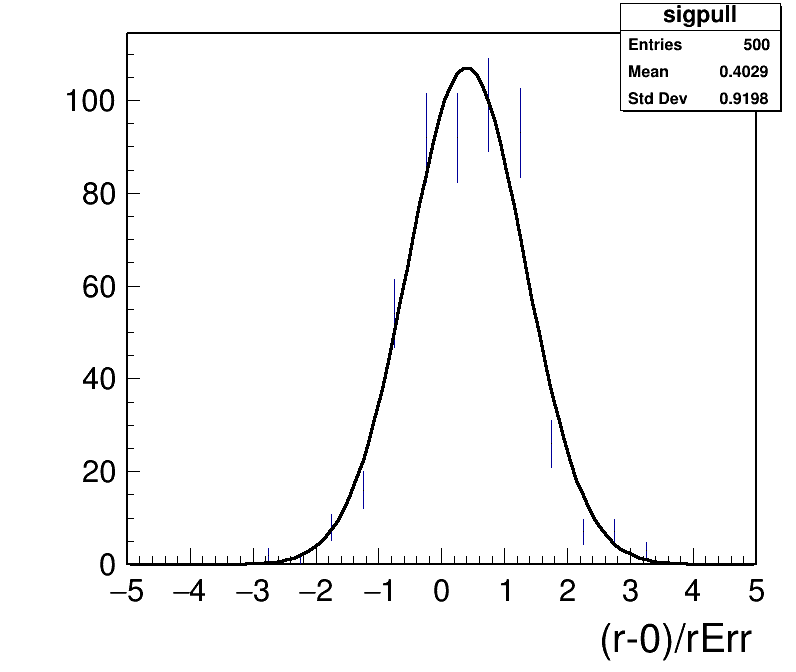 sigpull
Entries 500
Mean 0.4029
Std Dev 0.9198
100
80
60
40
20
0
−5 −4 −3 −2 −1 0 1 2 3 4 5
(r-0)/rErr